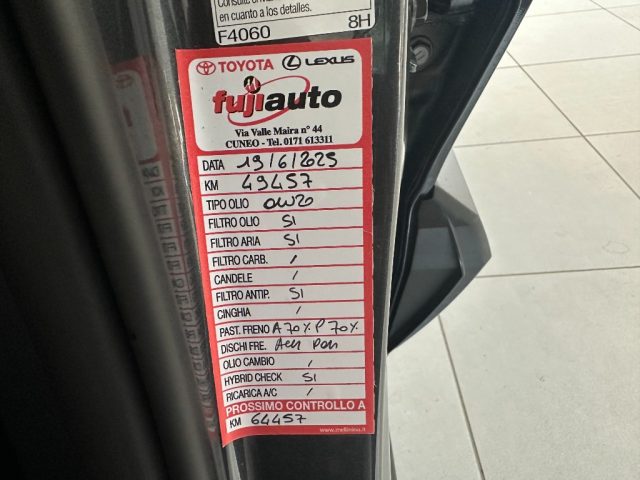 en cuanto a los detalles.
F4060 8H
TOYOTA LEXUS
fujiauto
Via Valle Maira n° 44
CUNEO - Tel. 0171 613311
DATA 19/6/2025
KM 49457
TIPO OLIO 0W20
FILTRO OLIO SI
FILTRO ARIA SI
FILTRO CARB. /
CANDELE /
FILTRO ANTIP. SI
CINGHIA /
PAST. FRENO A 70% P 70%
DISCHI FRE.
OLIO CAMBIO /
HYBRID CHECK SI
RICARICA A/C /
PROSSIMO CONTROLLO A
KM 64457